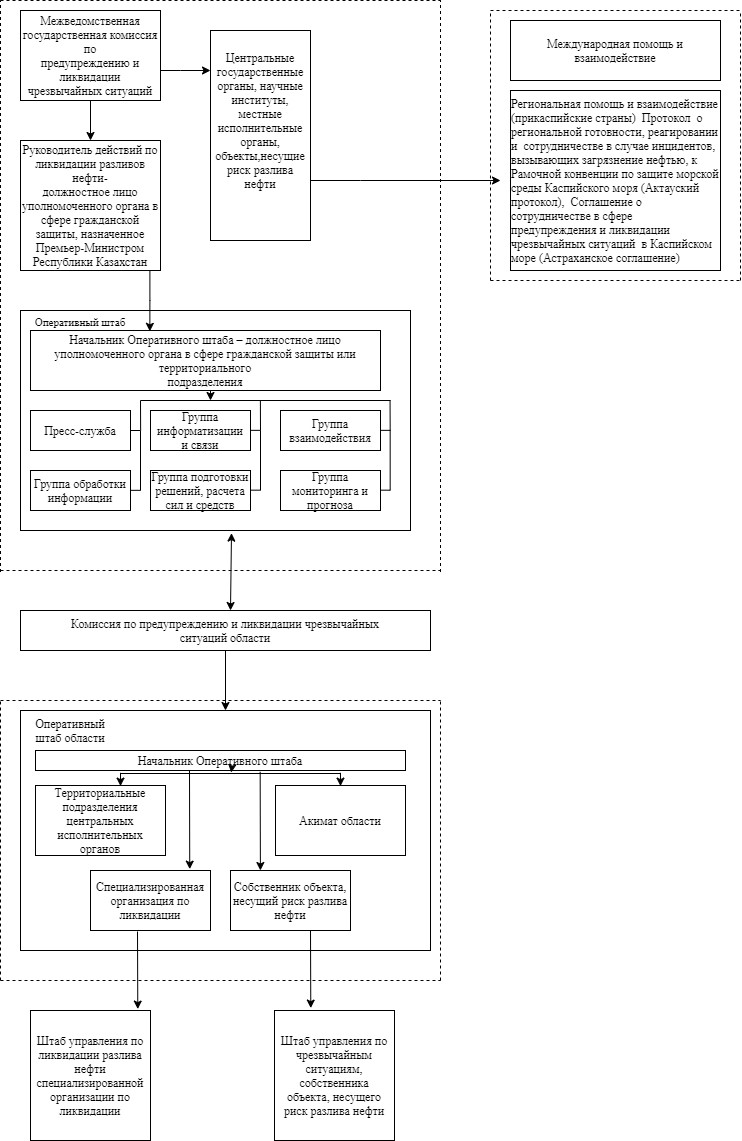 Межведомственная
государственная комиссия
по
предупреждению и
ликвидации
чрезвычайных ситуаций
Центральные
государственные
органы, научные
институты,
местные
исполнительные
органы,
объекты,несущие
риск разлива
нефти
Международная помощь и
взаимодействие
Региональная помощь и взаимодействие
(прикаспийские страны) Протокол о
региональной готовности, реагировании
и сотрудничестве в случае инцидентов,
вызывающих загрязнение нефтью, к
Рамочной конвенции по защите морской
среды Каспийского моря (Актауский
протокол), Соглашение о
сотрудничестве в сфере
предупреждения и ликвидации
чрезвычайных ситуаций в Каспийском
море (Астраханское соглашение)
Руководитель действий по
ликвидации разливов
нефти-
должностное лицо
уполномоченного органа в
сфере гражданской
защиты, назначенное
Премьер-Министром
Республики Казахстан
Оперативный штаб
Начальник Оперативного штаба – должностное лицо
уполномоченного органа в сфере гражданской защиты или
территориального
подразделения
Пресс-служба
Группа
информатизации
и связи
Группа
взаимодействия
Группа обработки
информации
Группа подготовки
решений, расчета
сил и средств
Группа
мониторинга и
прогноза
Комиссия по предупреждению и ликвидации чрезвычайных
ситуаций области
Оперативный
штаб области
Начальник Оперативного штаба
Территориальные
подразделения
центральных
исполнительных
органов
Акимат области
Специализированная
организация по
ликвидации
Собственник объекта,
несущий риск разлива
нефти
Штаб управления по
ликвидации разлива
нефти
специализированной
организации по
ликвидации
Штаб управления по
чрезвычайным
ситуациям,
собственника
объекта, несущего
риск разлива нефти